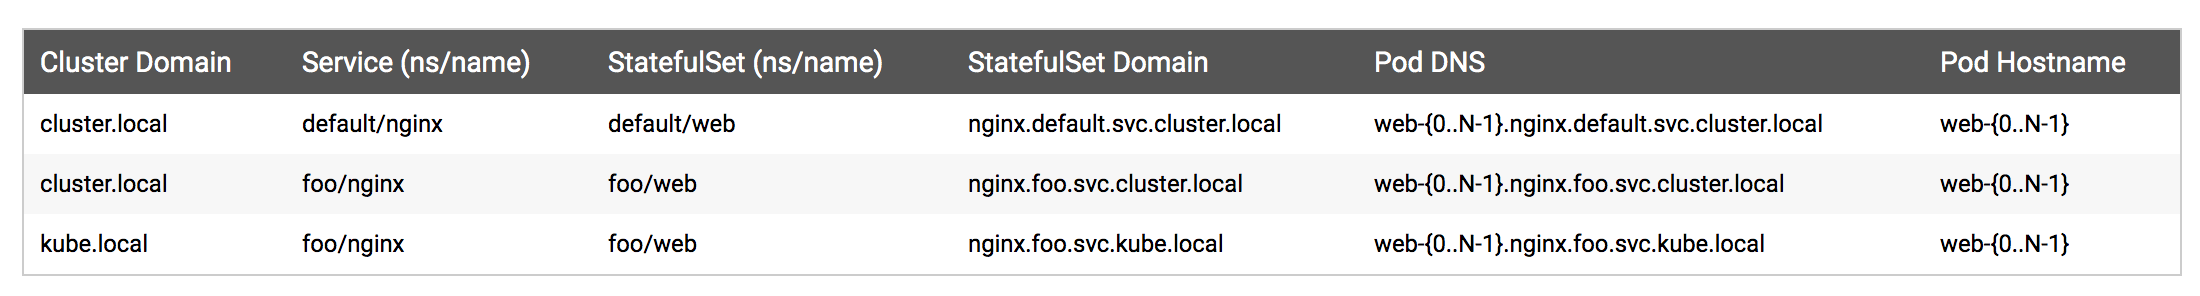 Cluster Domain Service (ns/name) StatefulSet (ns/name) StatefulSet Domain Pod DNS Pod Hostname
cluster.local default/nginx default/web nginx.default.svc.cluster.local web-{0..N-1}.nginx.default.svc.cluster.local web-{0..N-1}
cluster.local foo/nginx foo/web nginx.foo.svc.cluster.local web-{0..N-1}.nginx.foo.svc.cluster.local web-{0..N-1}
kube.local foo/nginx foo/web nginx.foo.svc.kube.local web-{0..N-1}.nginx.foo.svc.kube.local web-{0..N-1}